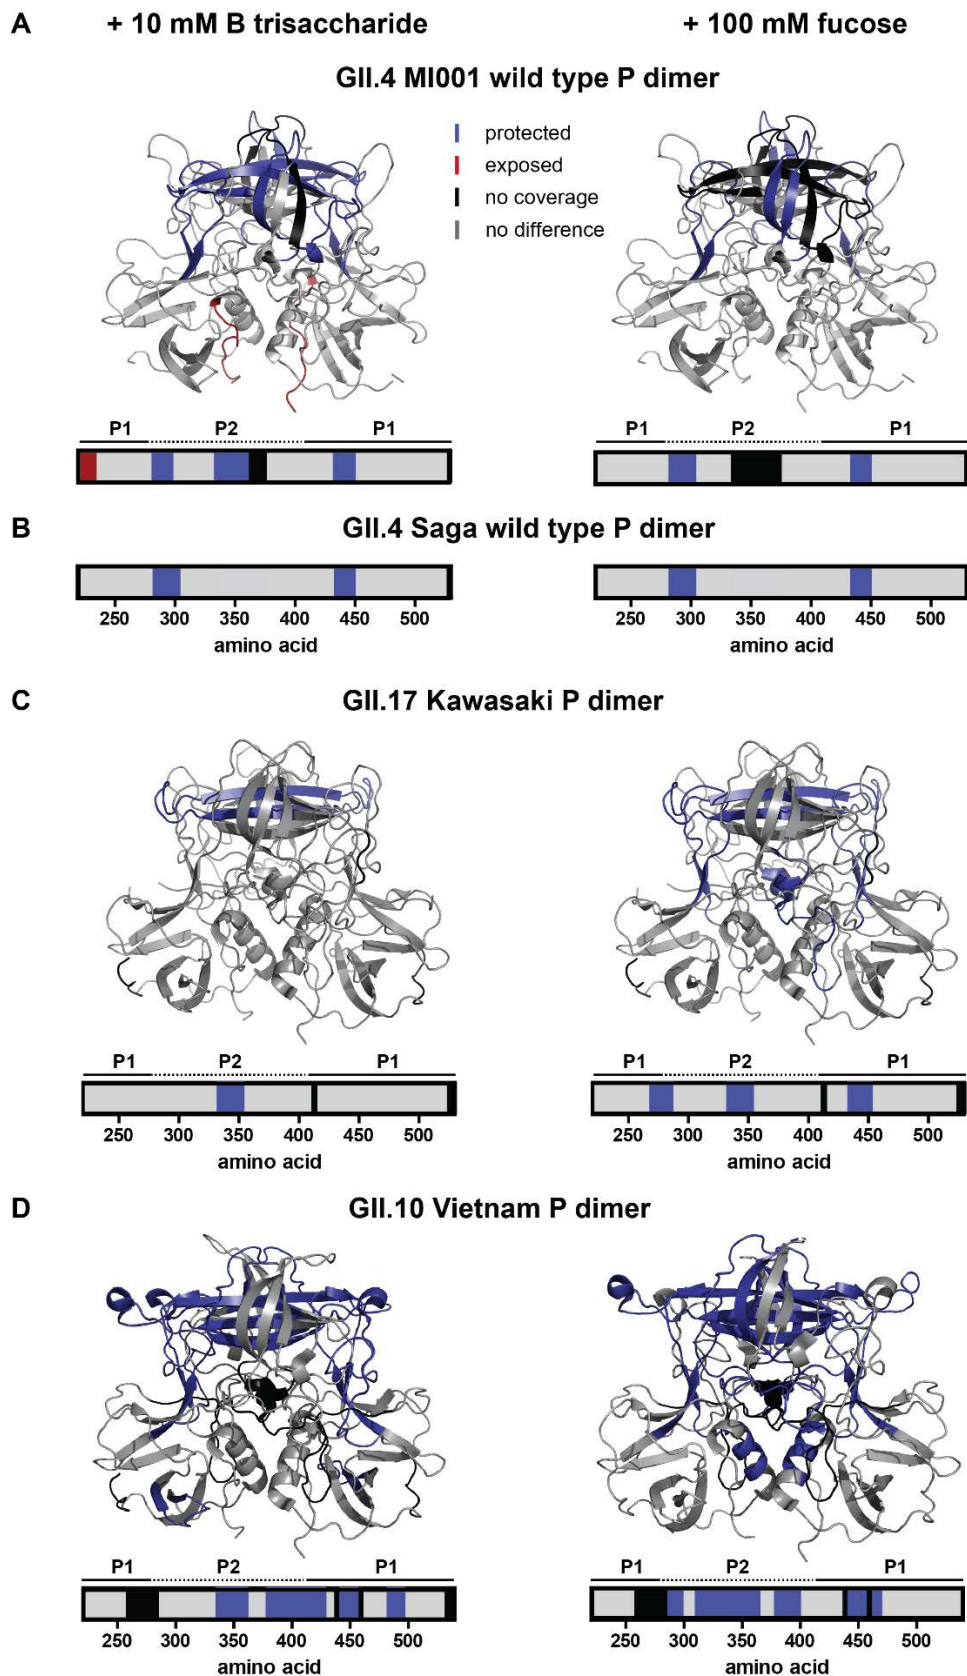 A
+ 10 mM B trisaccharide
+ 100 mM fucose
GII.4 MI001 wild type P dimer
protected
exposed
no coverage
no difference
P1 P2 P1
P1 P2 P1
B
GII.4 Saga wild type P dimer
250 300 350 400 450 500
amino acid
250 300 350 400 450 500
amino acid
C
GII.17 Kawasaki P dimer
P1 P2 P1
250 300 350 400 450 500
amino acid
P1 P2 P1
250 300 350 400 450 500
amino acid
D
GII.10 Vietnam P dimer
P1 P2 P1
250 300 350 400 450 500
amino acid
P1 P2 P1
250 300 350 400 450 500
amino acid